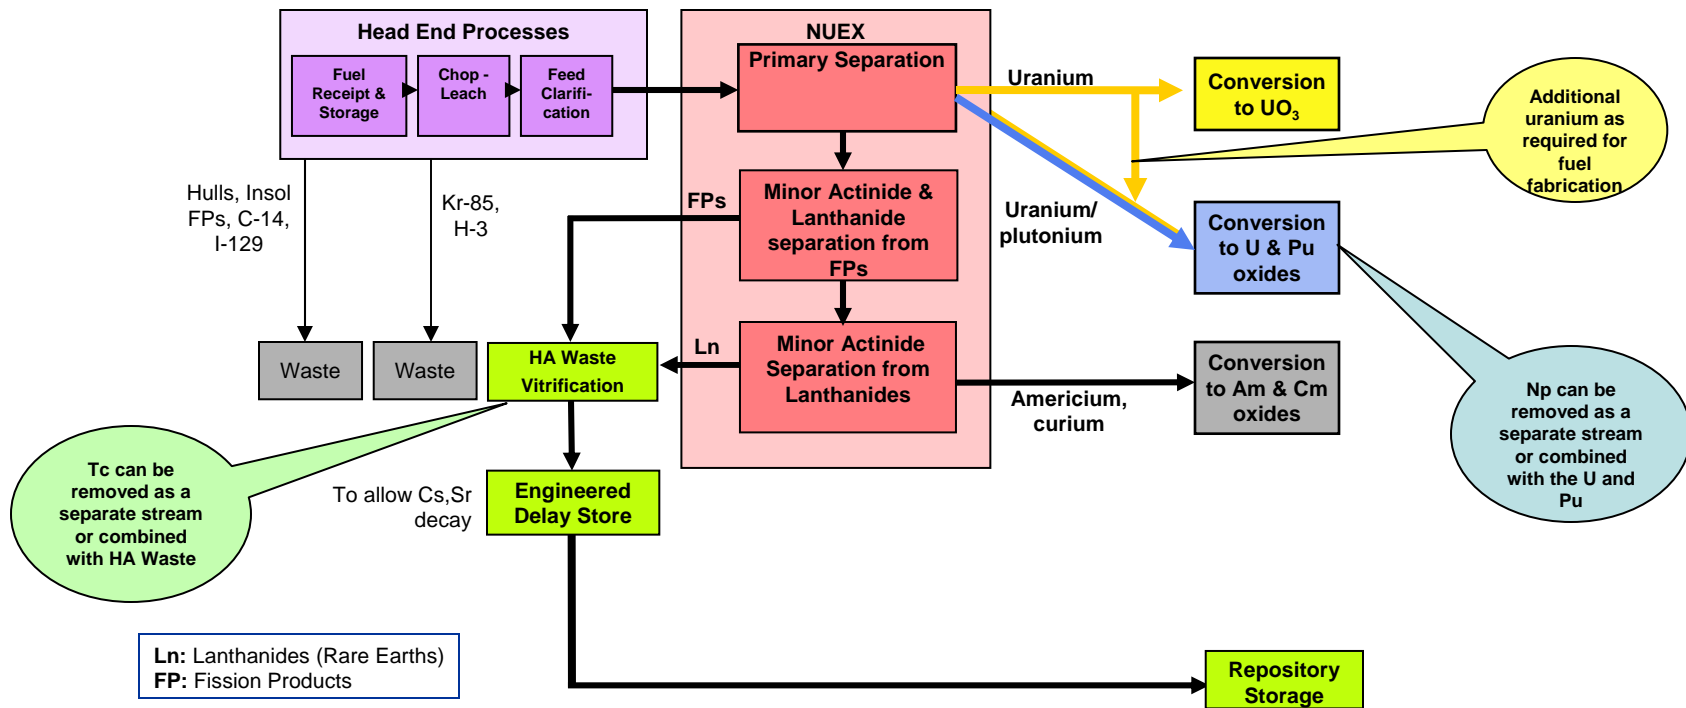 Head End Processes
Fuel
Receipt &
Storage
Chop -
Leach
Feed
Clarifi-
cation
NUEX
Primary Separation
Uranium
Conversion
to UO₃
Additional
uranium as
required for
fuel
fabrication
Hulls, Insol
FPs, C-14,
I-129
Kr-85,
H-3
FPs
Minor Actinide &
Lanthanide
separation from
FPs
Uranium/
plutonium
Conversion
to U & Pu
oxides
Waste
Waste
HA Waste
Vitrification
Ln
Minor Actinide
Separation from
Lanthanides
Americium,
curium
Conversion
to Am & Cm
oxides
Np can be
removed as a
separate stream
or combined
with the U and
Pu
Tc can be
removed as a
separate stream
or combined
with HA Waste
To allow Cs,Sr
decay
Engineered
Delay Store
Ln: Lanthanides (Rare Earths)
FP: Fission Products
Repository
Storage